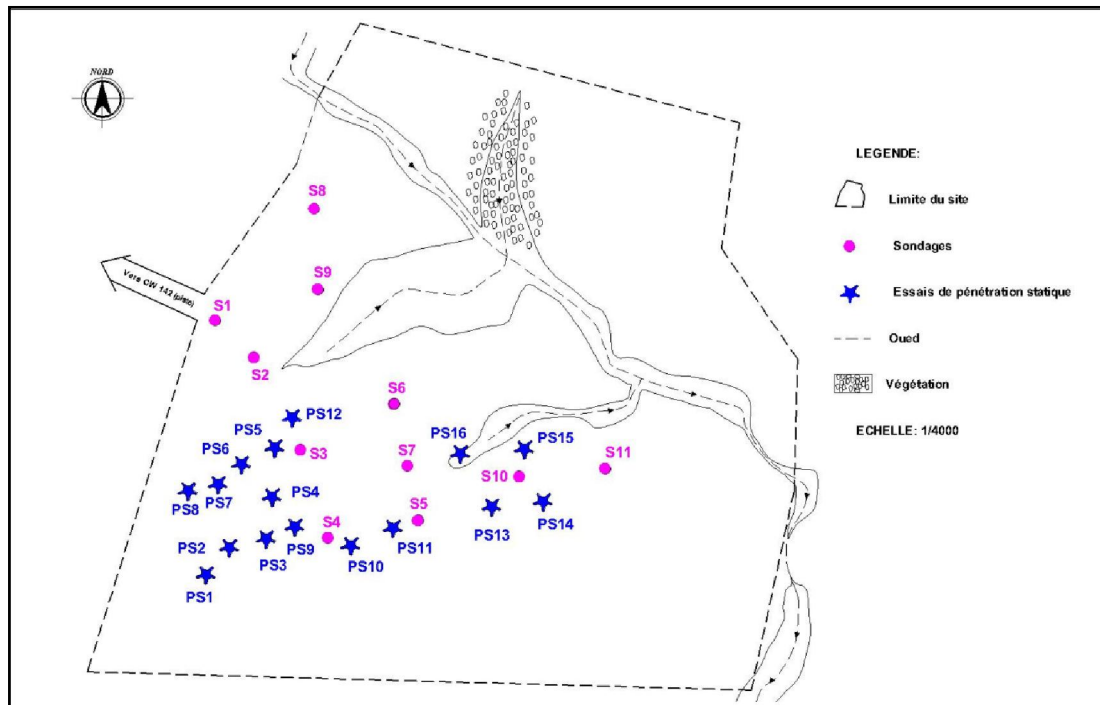 NORD
LEGENDE:
Limite du site
S8
Sondages
S9
Vers CW 142 (piste)
Essais de pénétration statique
S1
Oued
S2
Végétation
S6
PS12
ECHELLE: 1/4000
PS5
S3
PS16
PS15
PS6
S7
S11
S10
PS7
PS4
PS8
S5
PS14
PS13
S4
PS2
PS9
PS11
PS3
PS10
PS1